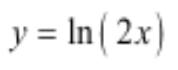 y = ln( 2x)